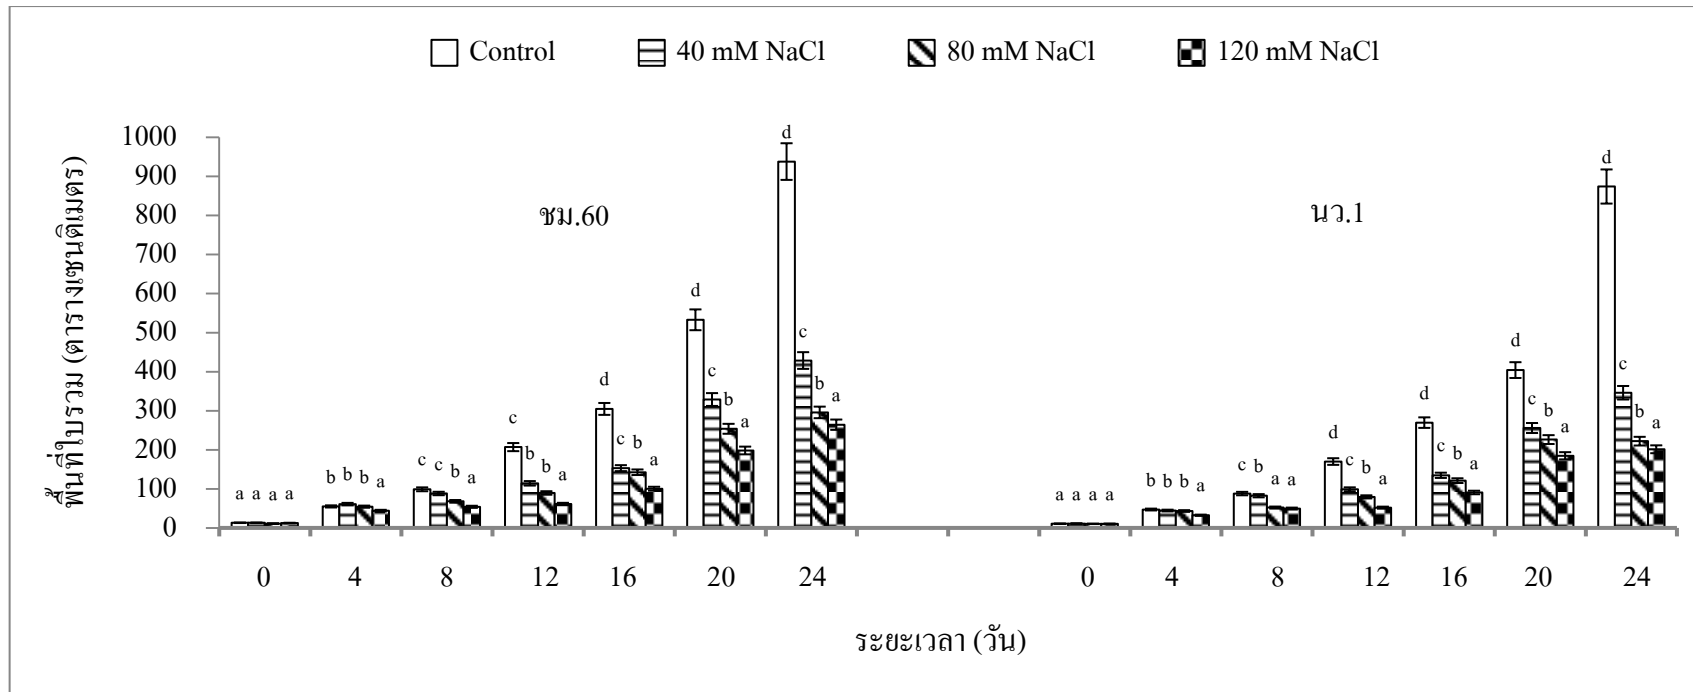 Control 40 mM NaCl 80 mM NaCl 120 mM NaCl
พื้นที่ใบรวม (ตารางเซนติเมตร)
1000
900
800
700
600
500
400
300
200
100
0
ชม.60
a a a a b b b a c c b a c b b a d c b a d c b a d c b a
นว.1
a a a a b b b a c b a a d c b a d c b a d c b a d c b a
0 4 8 12 16 20 24 0 4 8 12 16 20 24
ระยะเวลา (วัน)